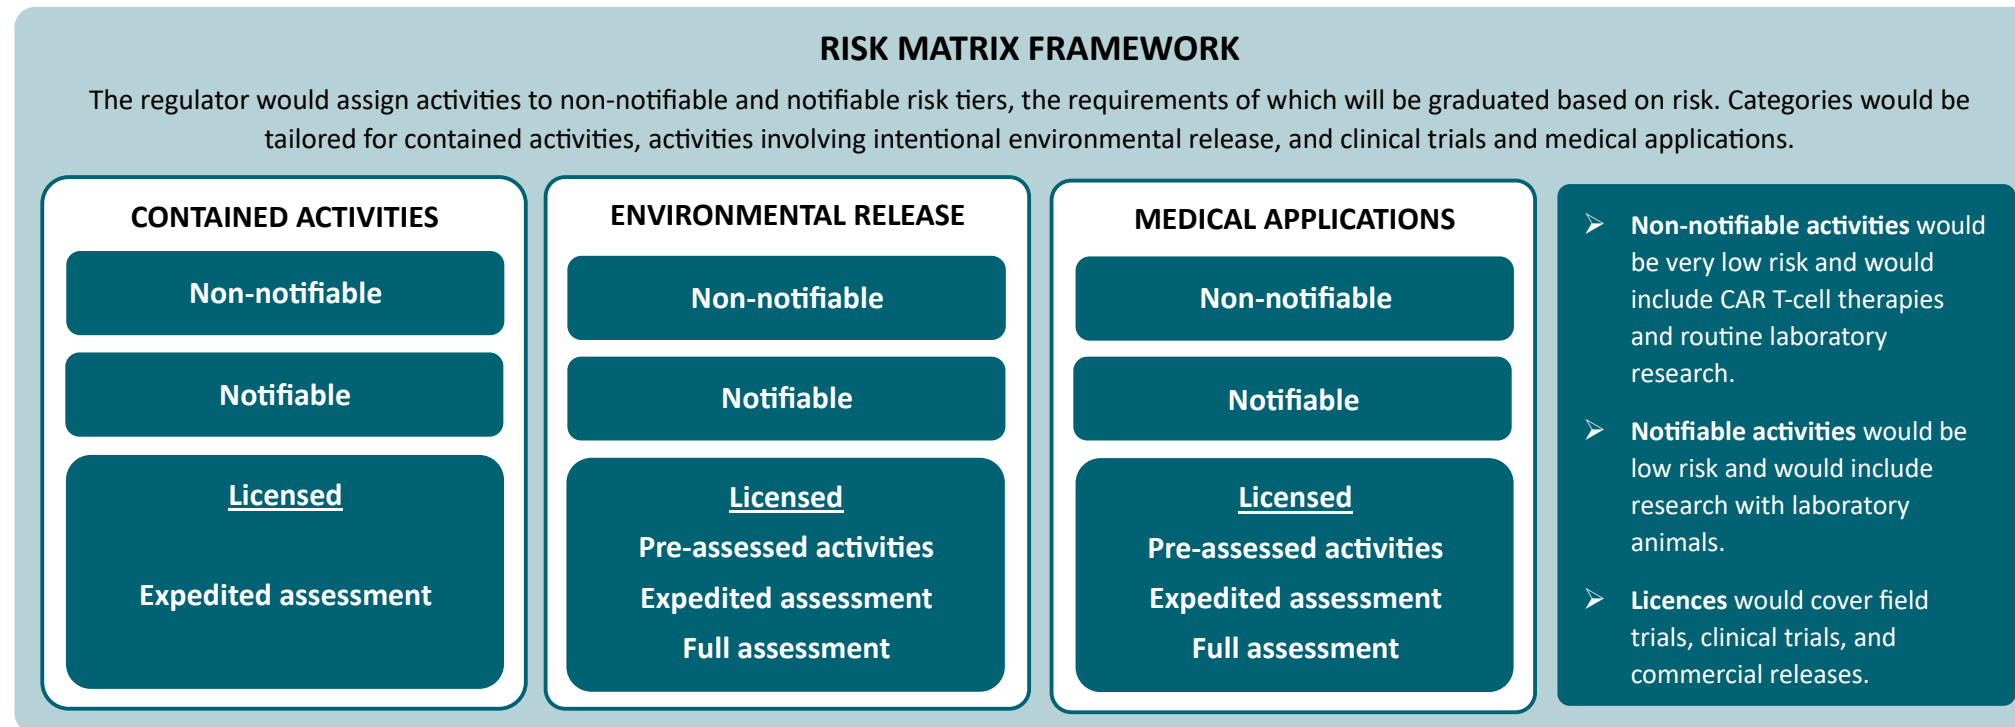 RISK MATRIX FRAMEWORK
The regulator would assign activities to non-notifiable and notifiable risk tiers, the requirements of which will be graduated based on risk. Categories would be
tailored for contained activities, activities involving intentional environmental release, and clinical trials and medical applications.
CONTAINED ACTIVITIES
Non-notifiable
Notifiable
Licensed
Expedited assessment
ENVIRONMENTAL RELEASE
Non-notifiable
Notifiable
Licensed
Pre-assessed activities
Expedited assessment
Full assessment
MEDICAL APPLICATIONS
Non-notifiable
Notifiable
Licensed
Pre-assessed activities
Expedited assessment
Full assessment
➢ Non-notifiable activities would
be very low risk and would
include CAR T-cell therapies
and routine laboratory
research.
➢ Notifiable activities would be
low risk and would include
research with laboratory
animals.
➢ Licences would cover field
trials, clinical trials, and
commercial releases.